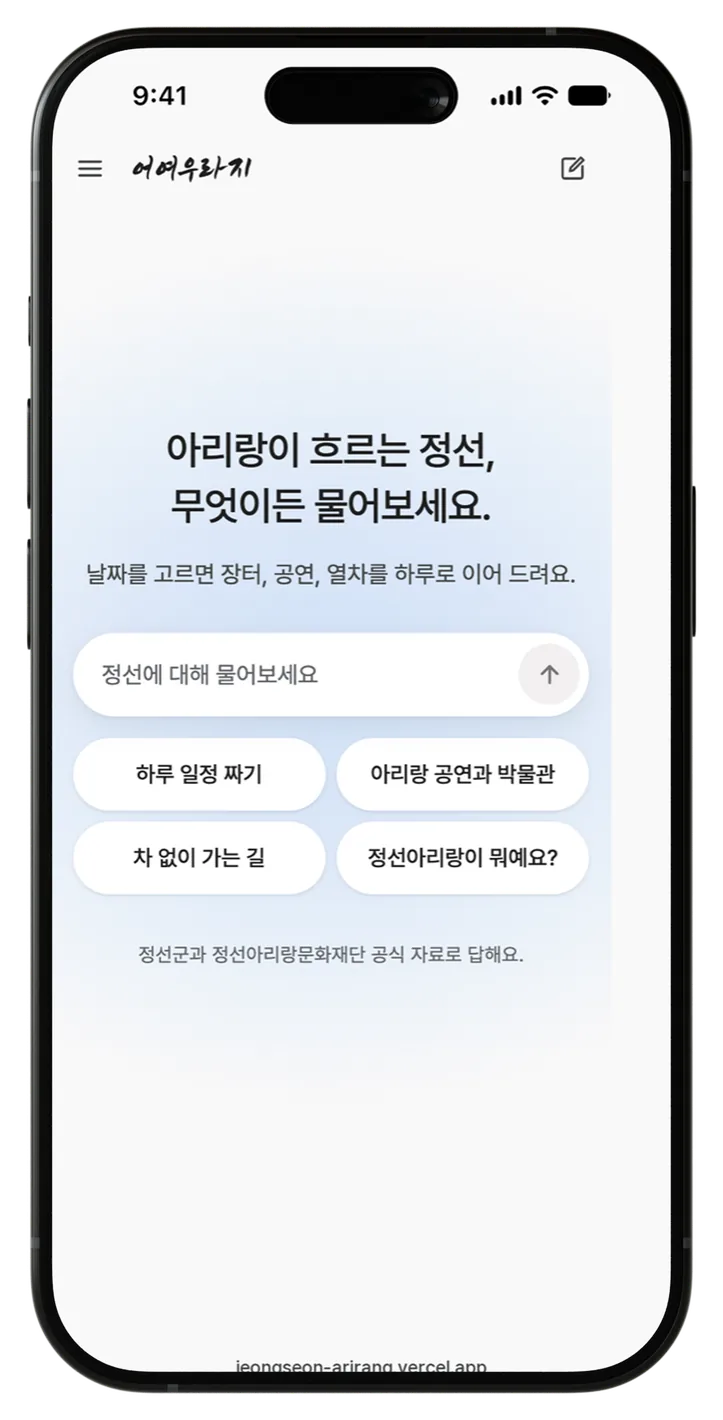 9:41
어여우라지
아리랑이 흐르는 정선,
무엇이든 물어보세요.
날짜를 고르면 장터, 공연, 열차를 하루로 이어 드려요.
정선에 대해 물어보세요
하루 일정 짜기
아리랑 공연과 박물관
차 없이 가는 길
정선아리랑이 뭐예요?
정선군과 정선아리랑문화재단 공식 자료로 답해요.
jeongseon-arirang.vercel.app